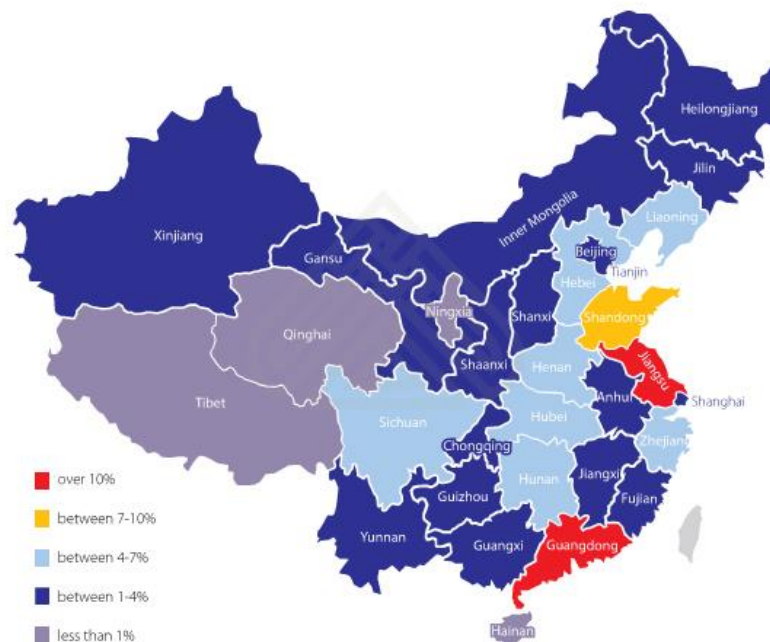 Heilongjiang
Jilin
Inner Mongolia
Liaoning
Xinjiang
Gansu
Beijing
Tianjin
Hebei
Ningxia
Shanxi
Shandong
Qinghai
Shaanxi
Henan
Jiangsu
Tibet
Anhui
Shanghai
Sichuan
Hubei
Zhejiang
Chongqing
Hunan
Jiangxi
Guizhou
Fujian
Yunnan
Guangxi
Guangdong
Hainan
over 10%
between 7-10%
between 4-7%
between 1-4%
less than 1%